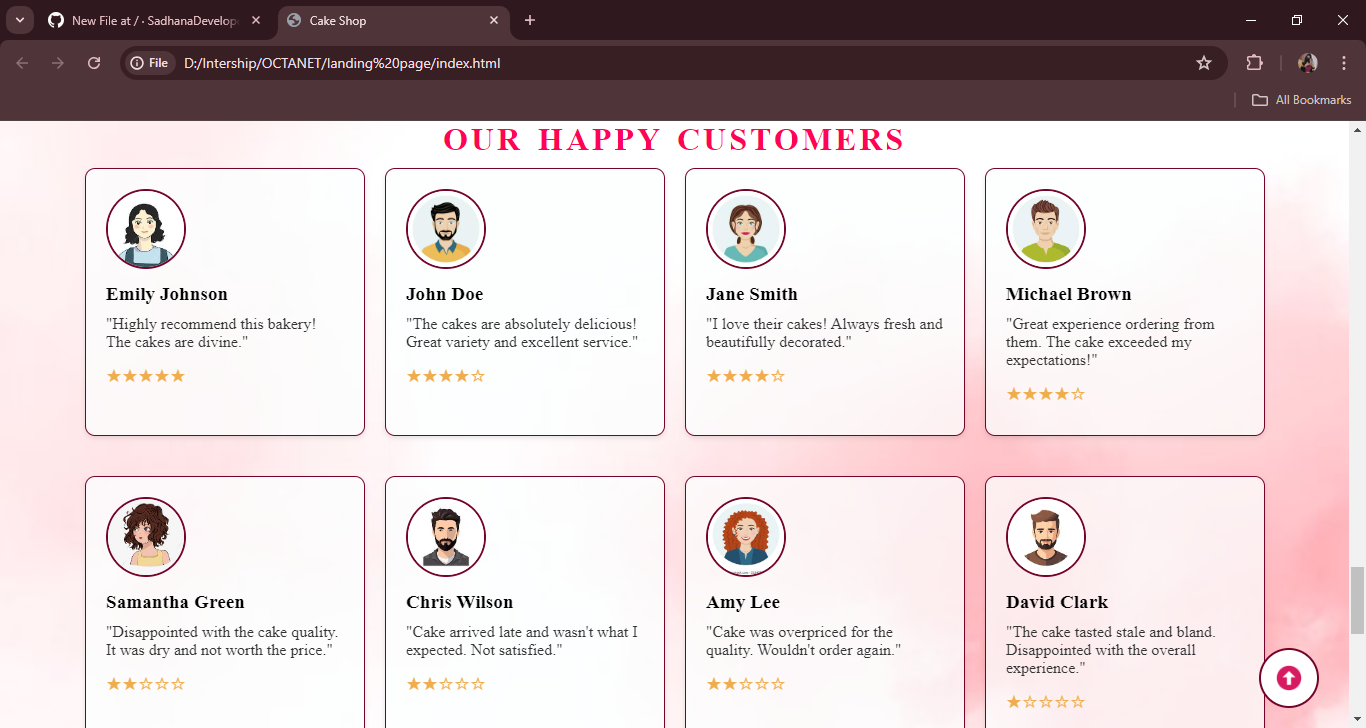 New File at / · SadhanaDevelop
Cake Shop
File
D:/Intership/OCTANET/landing%20page/index.html
All Bookmarks
OUR HAPPY CUSTOMERS
Emily Johnson
"Highly recommend this bakery!
The cakes are divine."
★★★★★
John Doe
"The cakes are absolutely delicious!
Great variety and excellent service."
★★★★☆
Jane Smith
"I love their cakes! Always fresh and
beautifully decorated."
★★★★☆
Michael Brown
"Great experience ordering from
them. The cake exceeded my
expectations!"
★★★★☆
Samantha Green
"Disappointed with the cake quality.
It was dry and not worth the price."
★★☆☆☆
Chris Wilson
"Cake arrived late and wasn't what I
expected. Not satisfied."
★★☆☆☆
Amy Lee
"Cake was overpriced for the
quality. Wouldn't order again."
★★☆☆☆
David Clark
"The cake tasted stale and bland.
Disappointed with the overall
experience."
★☆☆☆☆